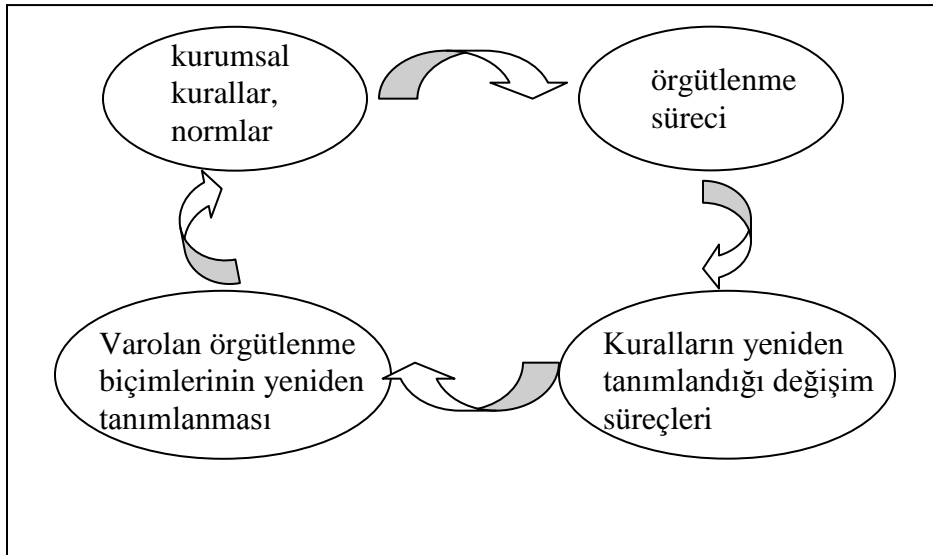 kurumsal
kurallar,
normlar
örgütlenme
süreci
Varolan örgütlenme
biçimlerinin yeniden
tanımlanması
Kuralların yeniden
tanımlandığı değişim
süreçleri